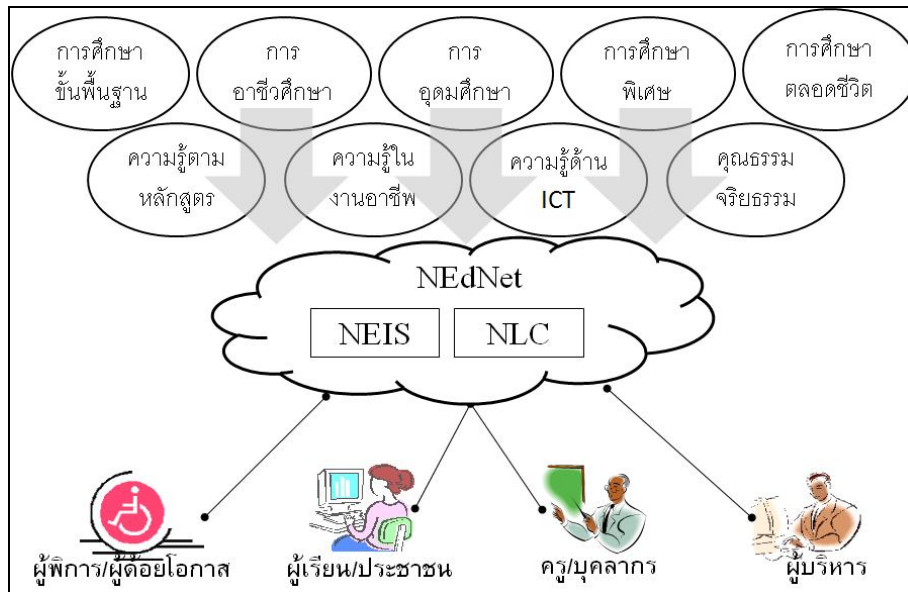 การศึกษา
ขั้นพื้นฐาน
การ
อาชีวศึกษา
การ
อุดมศึกษา
การศึกษา
พิเศษ
การศึกษา
ตลอดชีวิต
ความรู้ตาม
หลักสูตร
ความรู้ใน
งานอาชีพ
ความรู้ด้าน
ICT
คุณธรรม
จริยธรรม
NEdNet
NEIS
NLC
ผู้พิการ/ผู้ด้อยโอกาส
ผู้เรียน/ประชาชน
ครู/บุคลากร
ผู้บริหาร